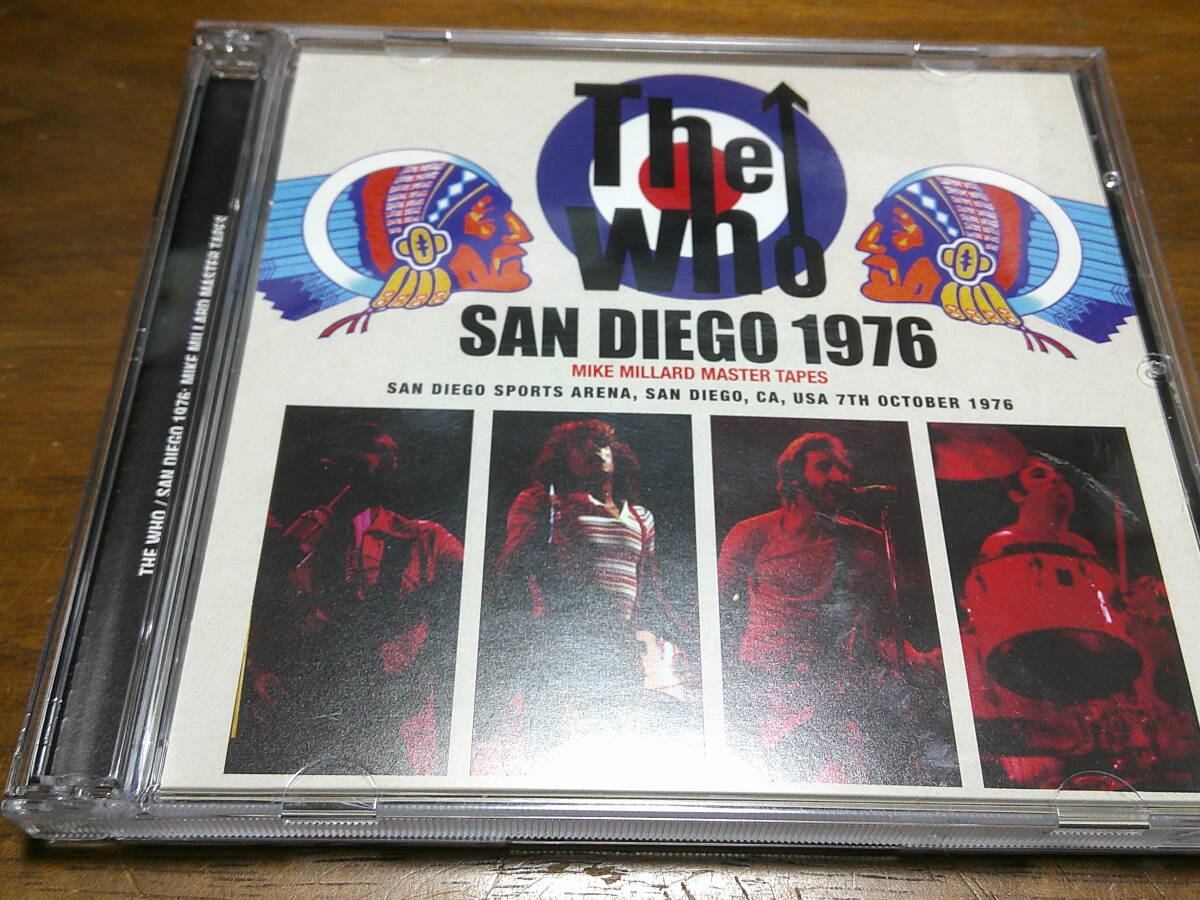 The
Who
SAN DIEGO 1976
MIKE MILLARD MASTER TAPES
SAN DIEGO SPORTS ARENA, SAN DIEGO, CA, USA 7TH OCTOBER 1976
THE WHO / SAN DIEGO 1976: MIKE MILLARD MASTER TAPES